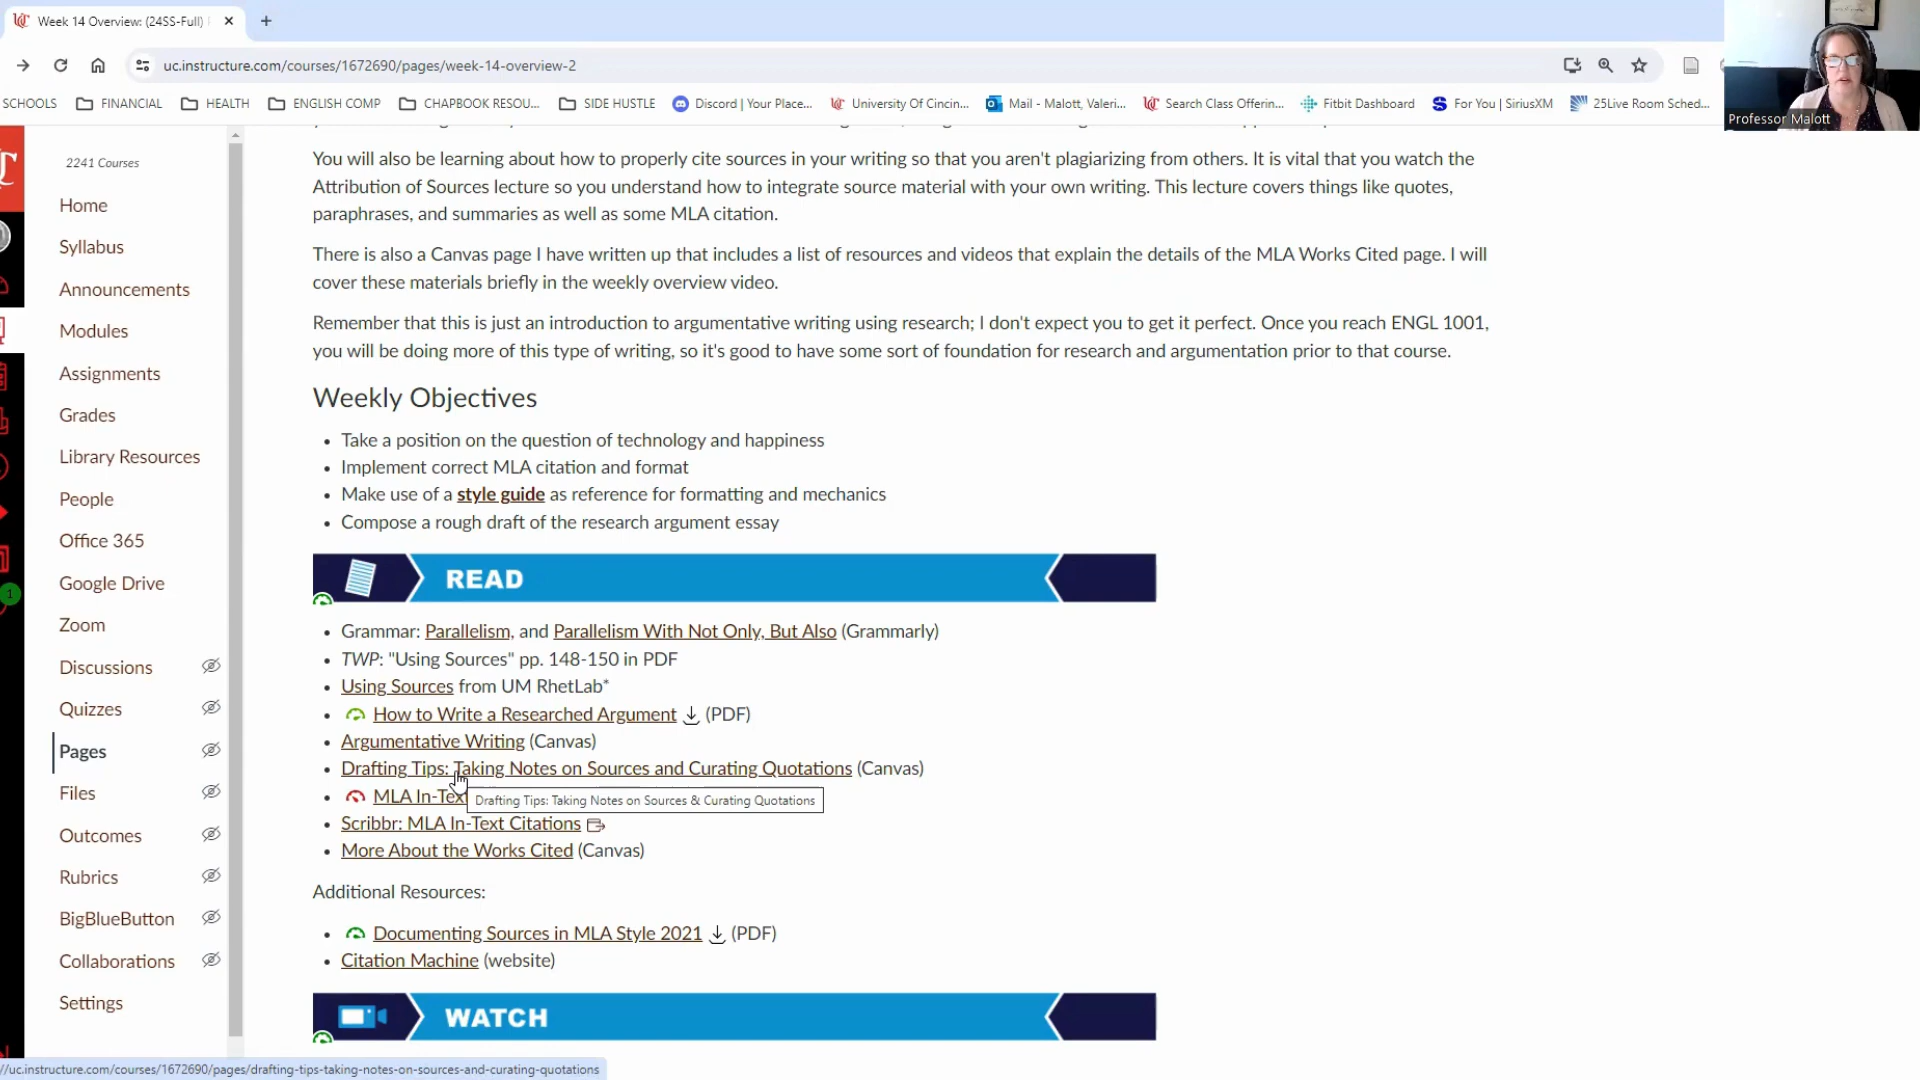 Week 14 Overview: (24SS-Full)
uc.instructure.com/courses/1672690/pages/week-14-overview-2
SCHOOLS FINANCIAL HEALTH ENGLISH COMP CHAPBOOK RESOU... SIDE HUSTLE Discord | Your Place... University Of Cincin... Mail - Malott, Valeri... Search Class Offerin... Fitbit Dashboard For You | SiriusXM 25Live Room Sched...
Professor Malott
2241 Courses
Home
Syllabus
Announcements
Modules
Assignments
Grades
Library Resources
People
Office 365
Google Drive
Zoom
Discussions
Quizzes
Pages
Files
Outcomes
Rubrics
BigBlueButton
Collaborations
Settings
1
You will also be learning about how to properly cite sources in your writing so that you aren't plagiarizing from others. It is vital that you watch the
Attribution of Sources lecture so you understand how to integrate source material with your own writing. This lecture covers things like quotes,
paraphrases, and summaries as well as some MLA citation.
There is also a Canvas page I have written up that includes a list of resources and videos that explain the details of the MLA Works Cited page. I will
cover these materials briefly in the weekly overview video.
Remember that this is just an introduction to argumentative writing using research; I don't expect you to get it perfect. Once you reach ENGL 1001,
you will be doing more of this type of writing, so it's good to have some sort of foundation for research and argumentation prior to that course.
Weekly Objectives
• Take a position on the question of technology and happiness
• Implement correct MLA citation and format
• Make use of a style guide as reference for formatting and mechanics
• Compose a rough draft of the research argument essay
READ
• Grammar: Parallelism, and Parallelism With Not Only, But Also (Grammarly)
• TWP: "Using Sources" pp. 148-150 in PDF
• Using Sources from UM RhetLab*
• How to Write a Researched Argument (PDF)
• Argumentative Writing (Canvas)
• Drafting Tips: Taking Notes on Sources and Curating Quotations (Canvas)
• MLA In-Text
Drafting Tips: Taking Notes on Sources & Curating Quotations
• Scribbr: MLA In-Text Citations
• More About the Works Cited (Canvas)
Additional Resources:
• Documenting Sources in MLA Style 2021 (PDF)
• Citation Machine (website)
WATCH
//uc.instructure.com/courses/1672690/pages/drafting-tips-taking-notes-on-sources-and-curating-quotations